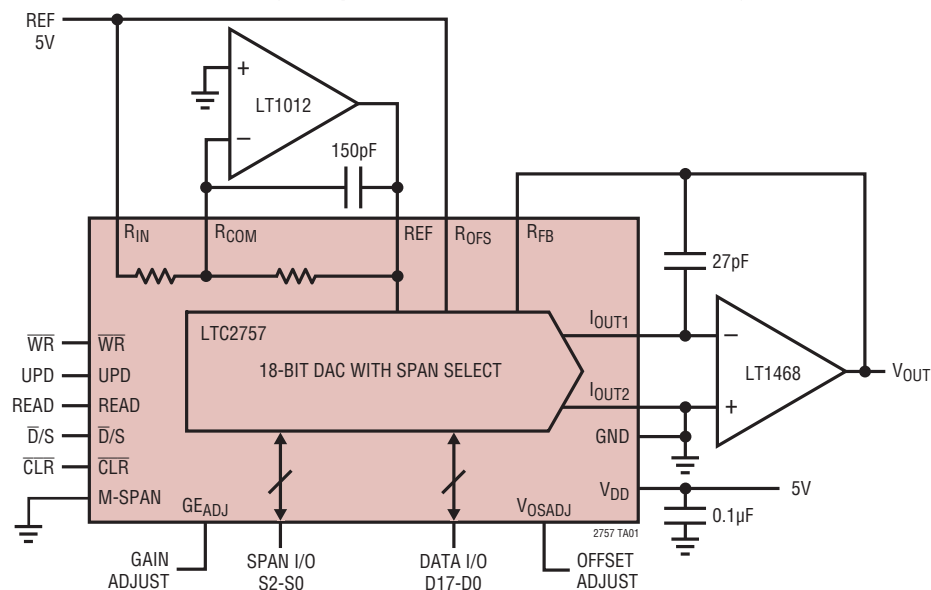 REF
5V
+
LT1012
−
150pF
RIN
RCOM
REF
ROFS
RFB
27pF
LTC2757
IOUT1
−
18-BIT DAC WITH SPAN SELECT
LT1468
VOUT
IOUT2
+
GND
WR WR
UPD UPD
READ READ
D/S D/S
CLR CLR
M-SPAN
GEADJ
VOSADJ
VDD
5V
0.1µF
2757 TA01
GAIN
ADJUST
SPAN I/O
S2-S0
DATA I/O
D17-D0
OFFSET
ADJUST